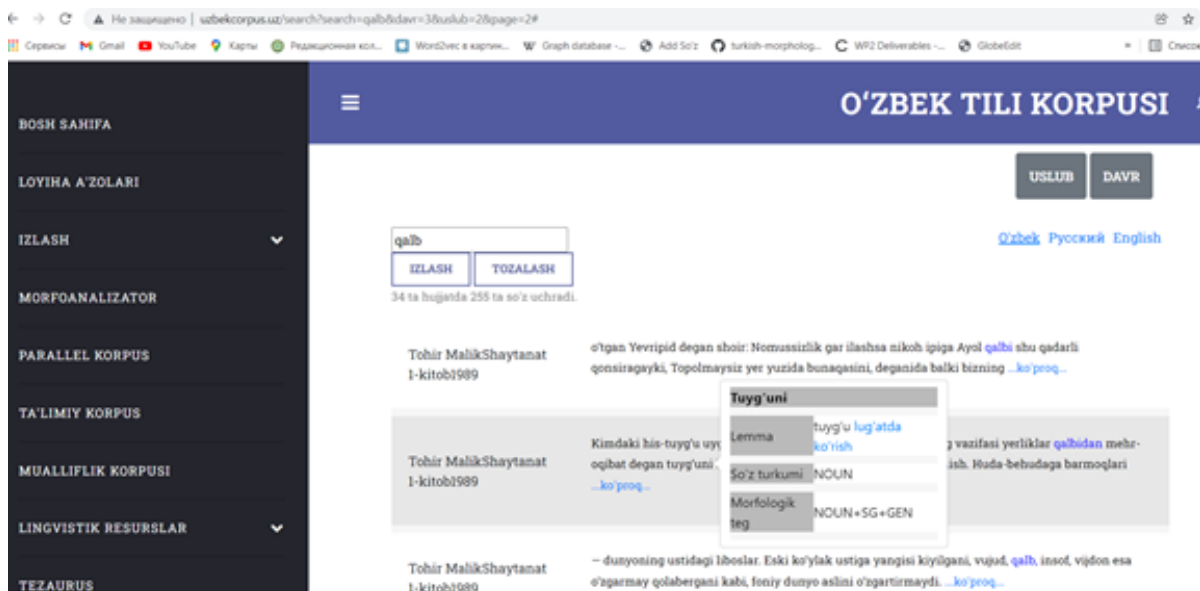 Не защищено | uzbekcorpus.uz/search?search=qalb&davr=3&uslub=2&page=2#
Сервисы Gmail YouTube Карты Редакционная кол... Word2vec в картин... Graph database -... Add So'z turkish-morpholog... WP2 Deliverables -... GlobeEdit »
O'ZBEK TILI KORPUSI
BOSH SAHIFA
LOYIHA A'ZOLARI
IZLASH
MORFOANALIZATOR
PARALLEL KORPUS
TA'LIMIY KORPUS
MUALLIFLIK KORPUSI
LINGVISTIK RESURSLAR
TEZAURUS
USLUB DAVR
O'zbek Русский English
qalb
IZLASH TOZALASH
34 ta hujjatda 255 ta so'z uchradi.
Tohir MalikShaytanat
1-kitob1989
o'tgan Yevripid degan shoir: Nomussizlik gar ilashsa nikoh ipiga Ayol qalbi shu qadarli
qonsiragayki, Topolmaysiz yer yuzida bunaqasini, deganida balki bizning ...ko'proq...
Tohir MalikShaytanat
1-kitob1989
Kimdaki his-tuyg'u vazifasi yerliklar qalbidan mehr-
oqibat degan tuyg'uni ish. Huda-behudaga barmoqlari
...ko'proq...
Tuyg'uni
Lemma tuyg'u lug'atda
ko'rish
So'z turkumi NOUN
Morfologik
teg NOUN+SG+GEN
Tohir MalikShaytanat
1-kitob1989
— dunyoning ustidagi liboslar. Eski ko'ylak ustiga yangisi kiyilgani, vujud, qalb, insof, vijdon esa
o'zgarmay qolabergani kabi, foniy dunyo aslini o'zgartirmaydi. ...ko'proq...